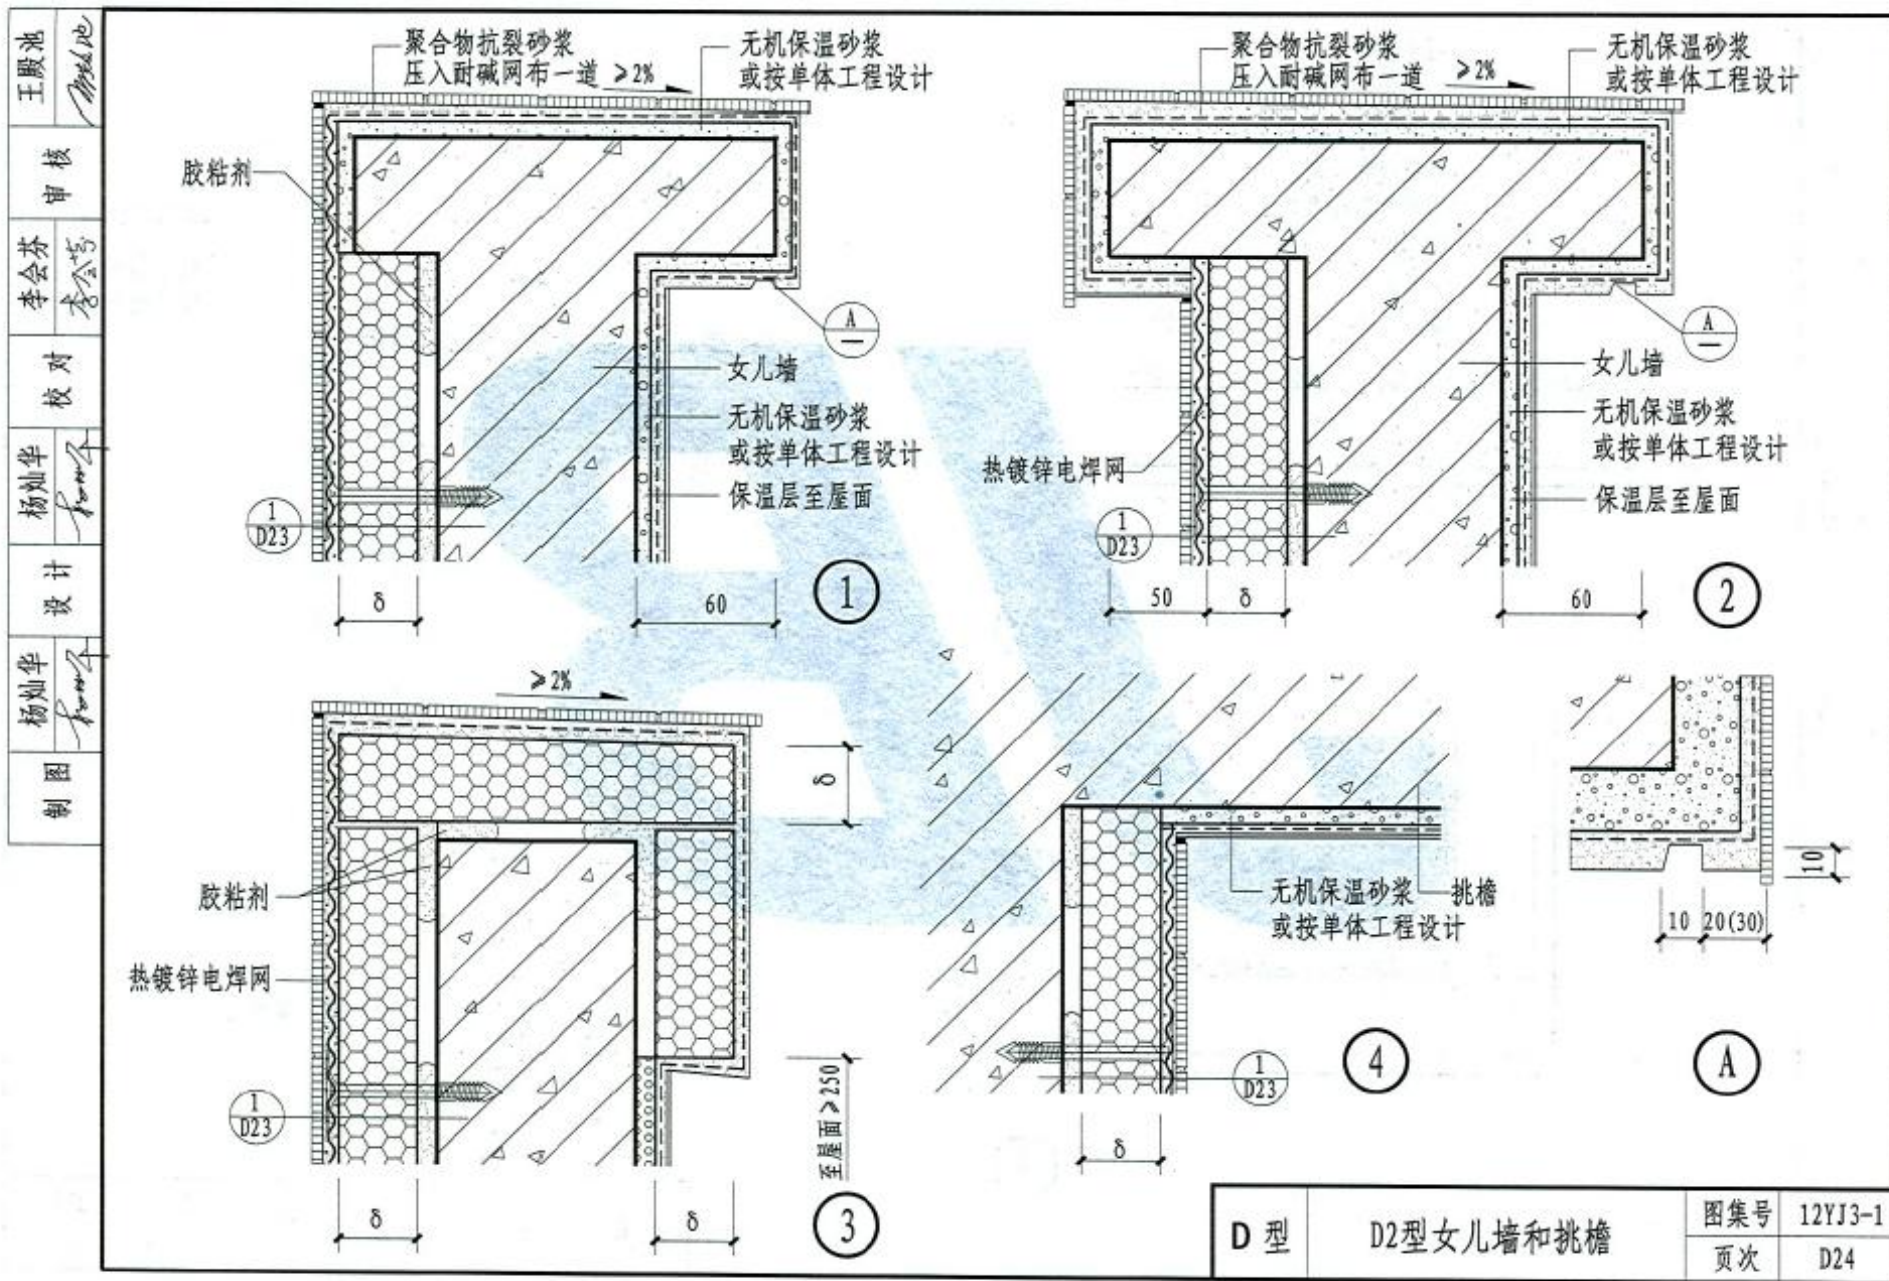 王殿池
审核
李会芬
校对
杨灿华
设计
杨灿华
制图
聚合物抗裂砂浆
压入耐碱网布一道
≥2%
无机保温砂浆
或按单体工程设计
胶粘剂
A
女儿墙
无机保温砂浆
或按单体工程设计
保温层至屋面
1
D23
δ
60
1
聚合物抗裂砂浆
压入耐碱网布一道
≥2%
无机保温砂浆
或按单体工程设计
A
女儿墙
无机保温砂浆
或按单体工程设计
热镀锌电焊网
保温层至屋面
1
D23
50
δ
60
2
≥2%
δ
胶粘剂
热镀锌电焊网
1
D23
至屋面≥250
δ
δ
3
无机保温砂浆
或按单体工程设计
挑檐
1
D23
δ
4
10
10
20(30)
A
D 型
D2型女儿墙和挑檐
图集号
12YJ3-1
页次
D24